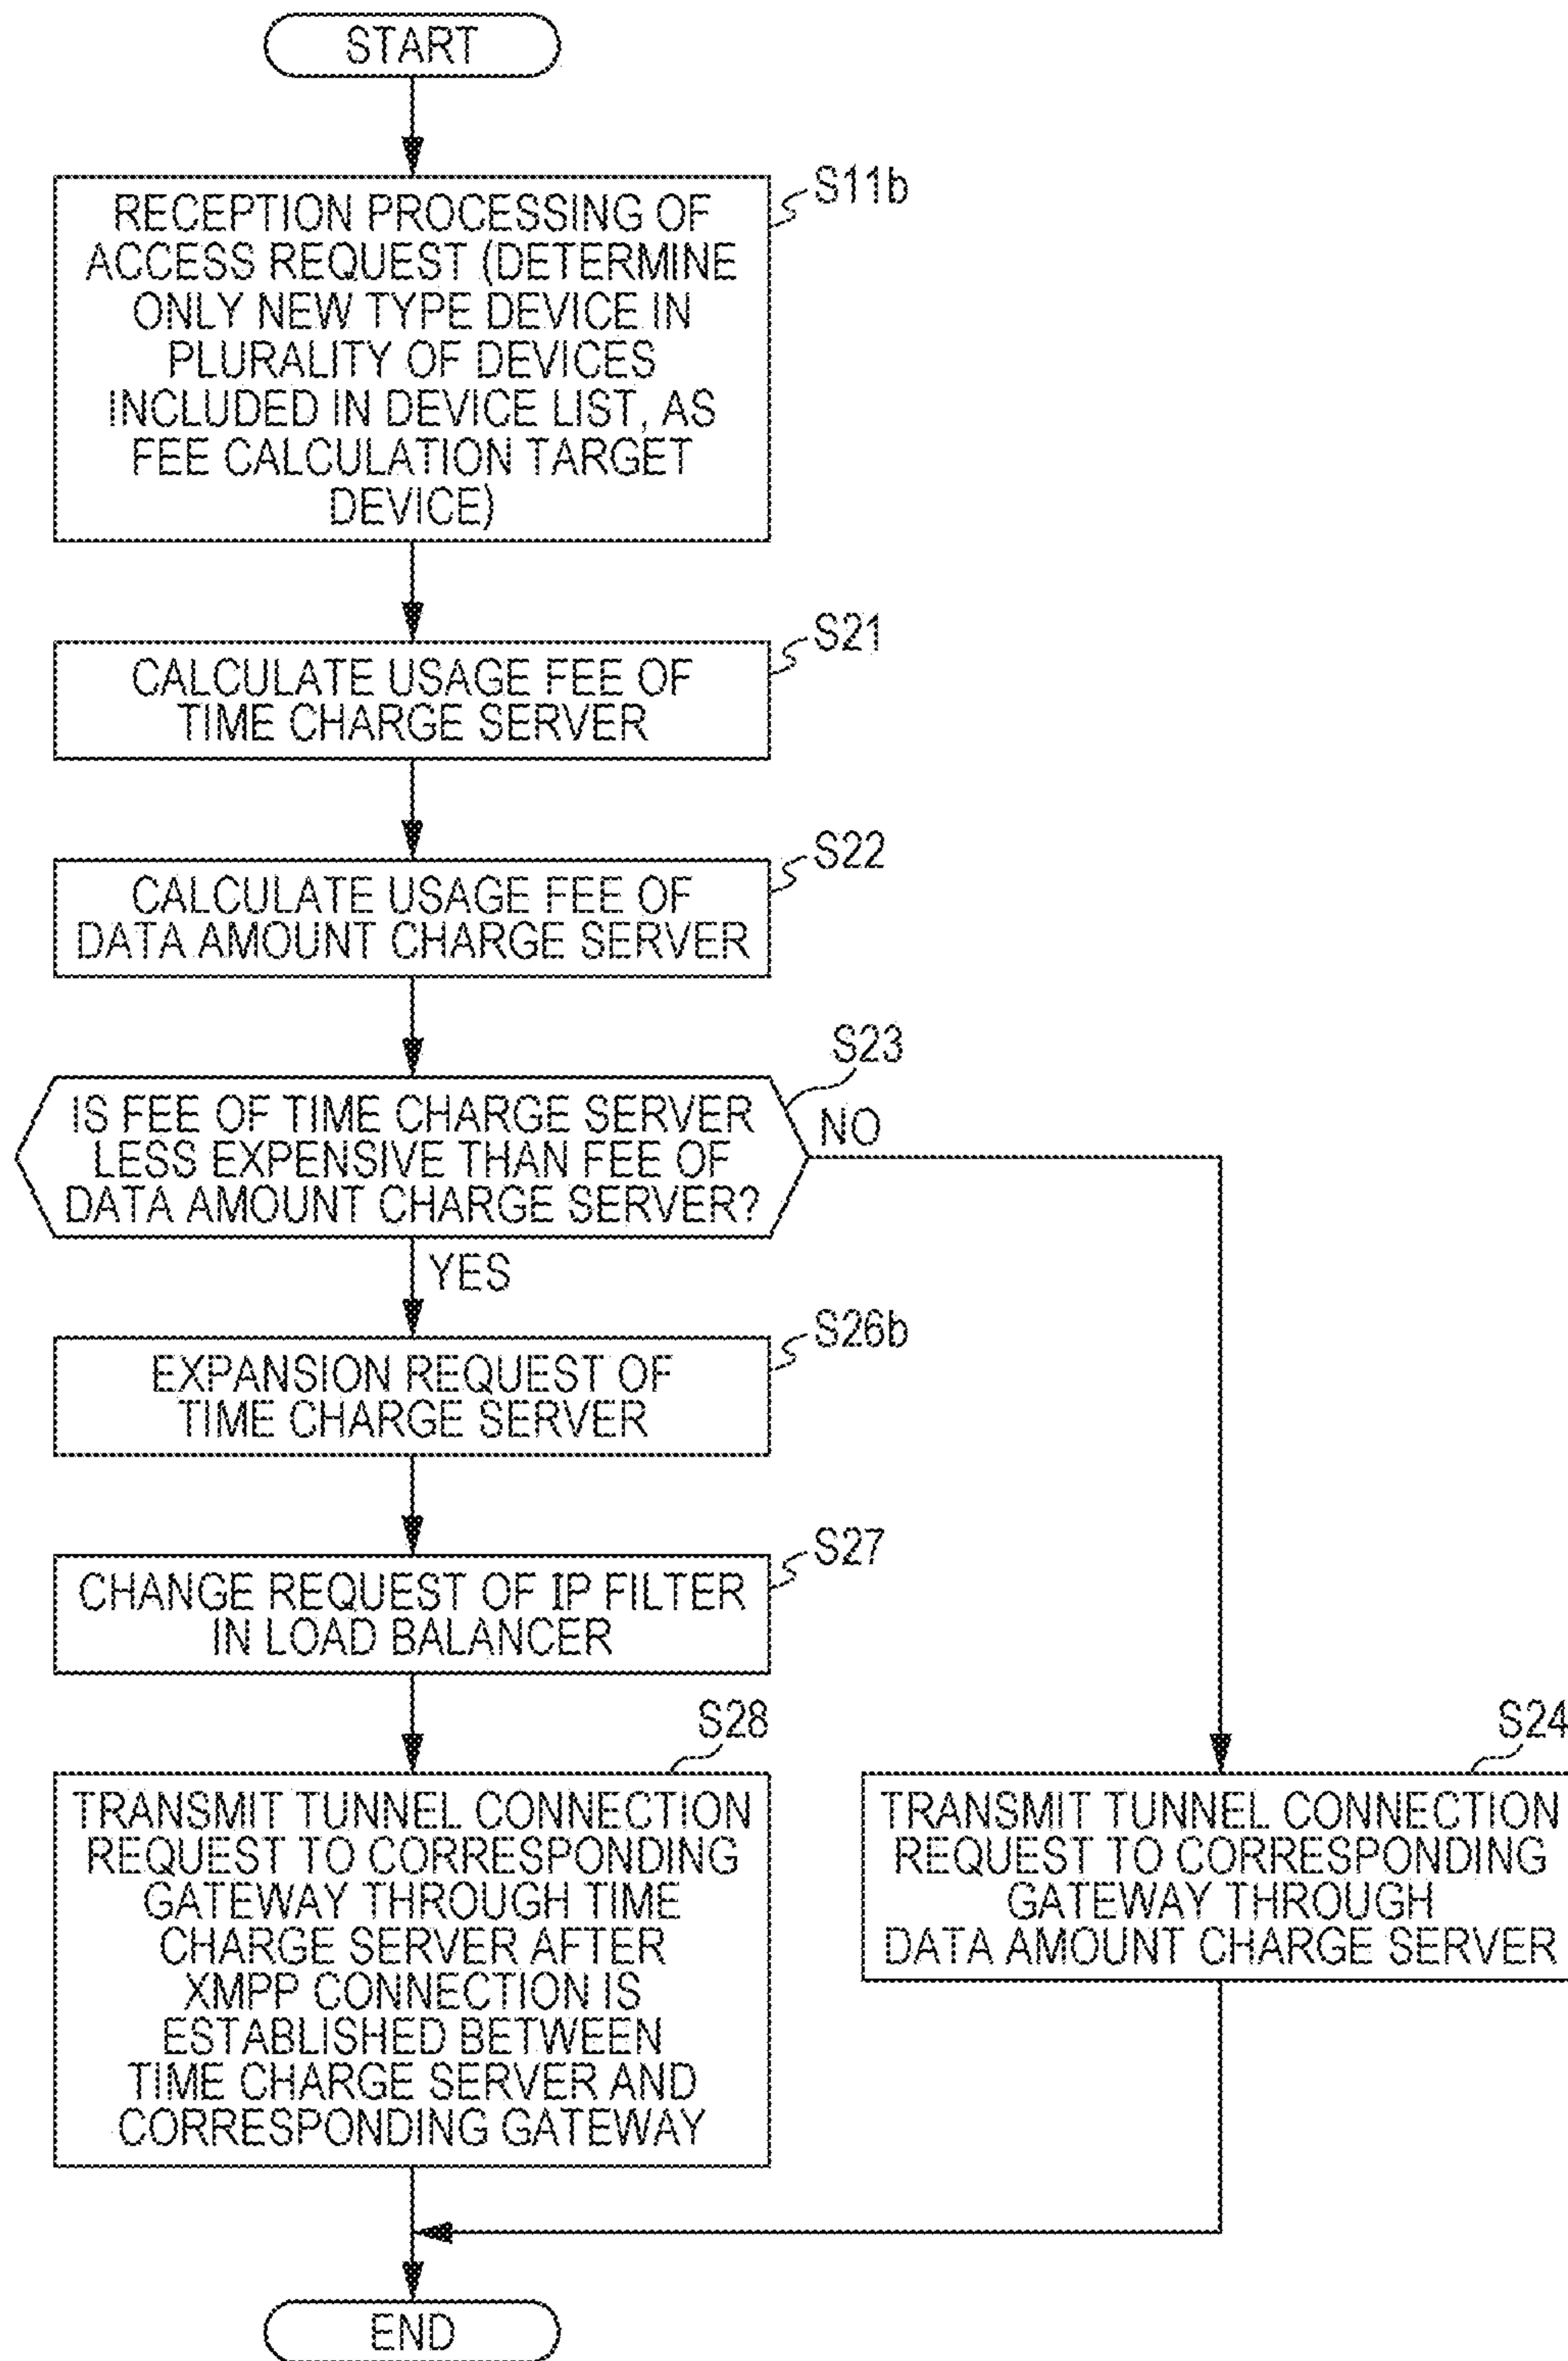 START
S11b
RECEPTION PROCESSING OF
ACCESS REQUEST (DETERMINE
ONLY NEW TYPE DEVICE IN
PLURALITY OF DEVICES
INCLUDED IN DEVICE LIST, AS
FEE CALCULATION TARGET
DEVICE)
S21
CALCULATE USAGE FEE OF
TIME CHARGE SERVER
S22
CALCULATE USAGE FEE OF
DATA AMOUNT CHARGE SERVER
S23
IS FEE OF TIME CHARGE SERVER
LESS EXPENSIVE THAN FEE OF
DATA AMOUNT CHARGE SERVER?
NO
YES
S26b
EXPANSION REQUEST OF
TIME CHARGE SERVER
S27
CHANGE REQUEST OF IP FILTER
IN LOAD BALANCER
S28
TRANSMIT TUNNEL CONNECTION
REQUEST TO CORRESPONDING
GATEWAY THROUGH TIME
CHARGE SERVER AFTER
XMPP CONNECTION IS
ESTABLISHED BETWEEN
TIME CHARGE SERVER AND
CORRESPONDING GATEWAY
S24
TRANSMIT TUNNEL CONNECTION
REQUEST TO CORRESPONDING
GATEWAY THROUGH
DATA AMOUNT CHARGE SERVER
END